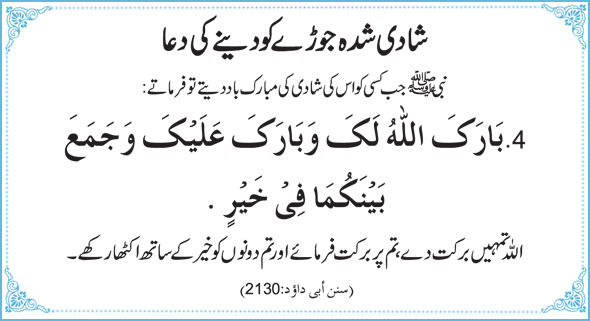 شادی شدہ جوڑے کو دینے کی دعا
نبی ﷺ جب کسی کو اس کی شادی کی مبارک باد دیتے تو فرماتے:
4. بَارَکَ اللّٰهُ لَکَ وَبَارَکَ عَلَیْکَ وَجَمَعَ
بَیْنَکُمَا فِیْ خَیْرٍ .
اللہ تمہیں برکت دے، تم پر برکت فرمائے اور تم دونوں کو خیر کے ساتھ اکٹھا رکھے۔
(سنن أبی داؤد:2130)